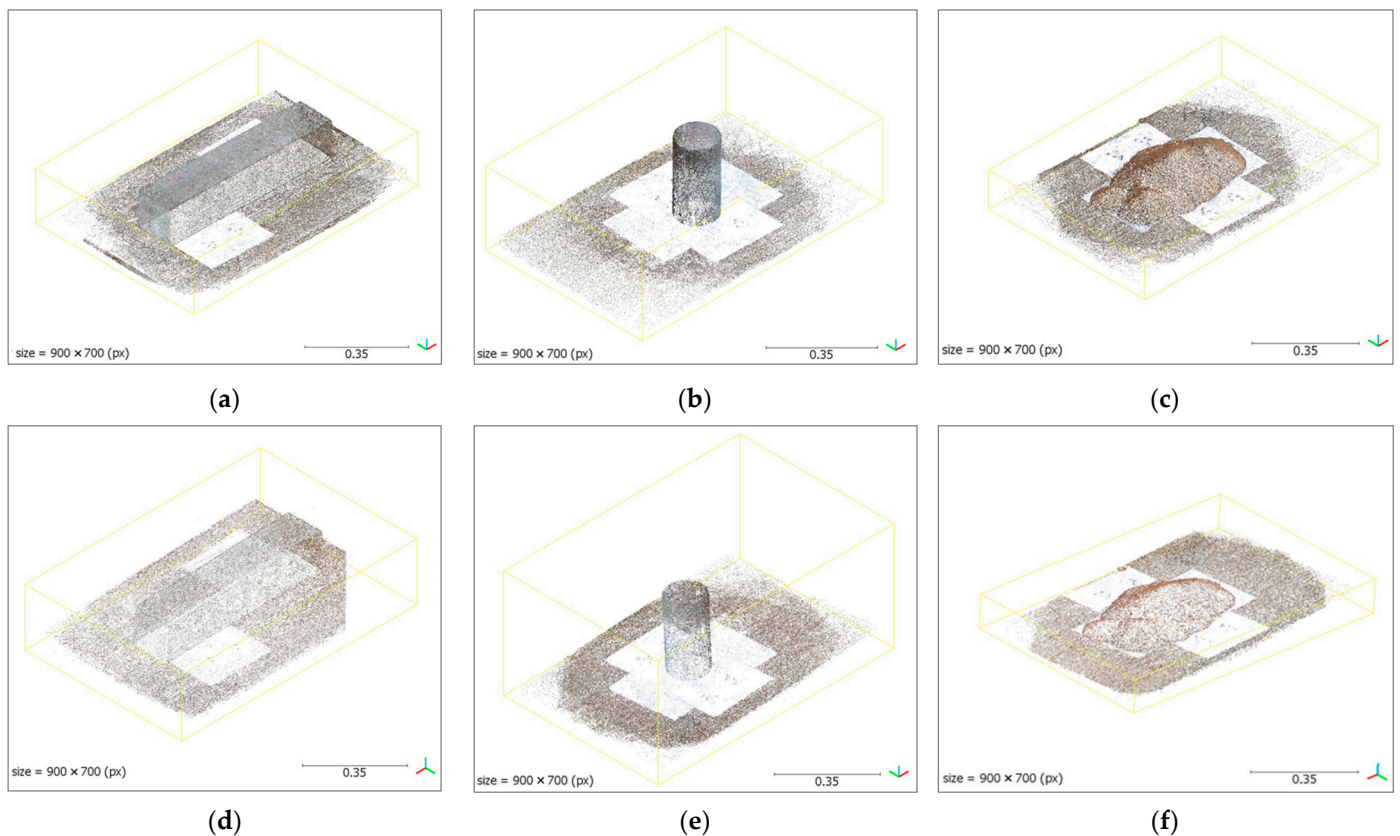 size = 900 × 700 (px) 0.35
size = 900 × 700 (px) 0.35
size = 900 × 700 (px) 0.35
(a) (b) (c)
size = 900 × 700 (px) 0.35
size = 900 × 700 (px) 0.35
size = 900 × 700 (px) 0.35
(d) (e) (f)